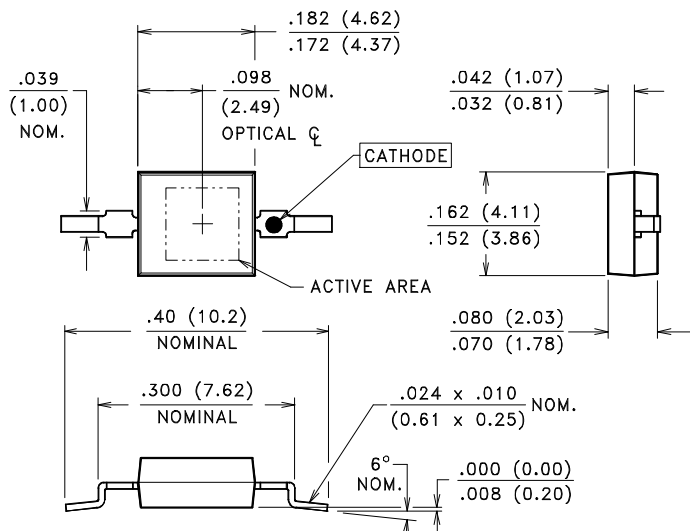 .182 (4.62)
.172 (4.37)
.039
(1.00)
NOM.
.098
(2.49)
NOM.
OPTICAL ℄
.042 (1.07)
.032 (0.81)
CATHODE
.162 (4.11)
.152 (3.86)
ACTIVE AREA
.40 (10.2)
NOMINAL
.080 (2.03)
.070 (1.78)
.300 (7.62)
NOMINAL
.024 x .010
(0.61 x 0.25)
NOM.
6°
NOM.
.000 (0.00)
.008 (0.20)